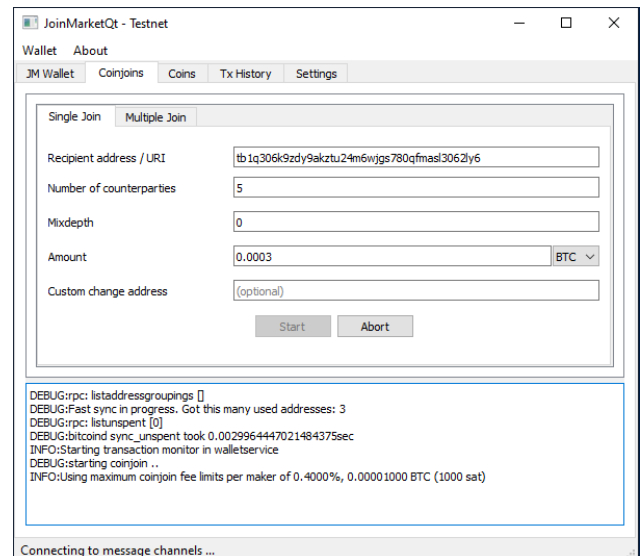 JoinMarketQt - Testnet
Wallet About
JM Wallet Coinjoins Coins Tx History Settings
Single Join Multiple Join
Recipient address / URI tb1q306k9zdy9akztu24m6wjgs780qfmasl3062ly6
Number of counterparties 5
Mixdepth 0
Amount 0.0003 BTC
Custom change address (optional)
Start Abort
DEBUG:rpc: listaddressgroupings []
DEBUG:Fast sync in progress. Got this many used addresses: 3
DEBUG:rpc: listunspent [0]
DEBUG:bitcoind sync_unspent took 0.0029964447021484375sec
INFO:Starting transaction monitor in walletservice
DEBUG:starting coinjoin ..
INFO:Using maximum coinjoin fee limits per maker of 0.4000%, 0.00001000 BTC (1000 sat)
Connecting to message channels ...